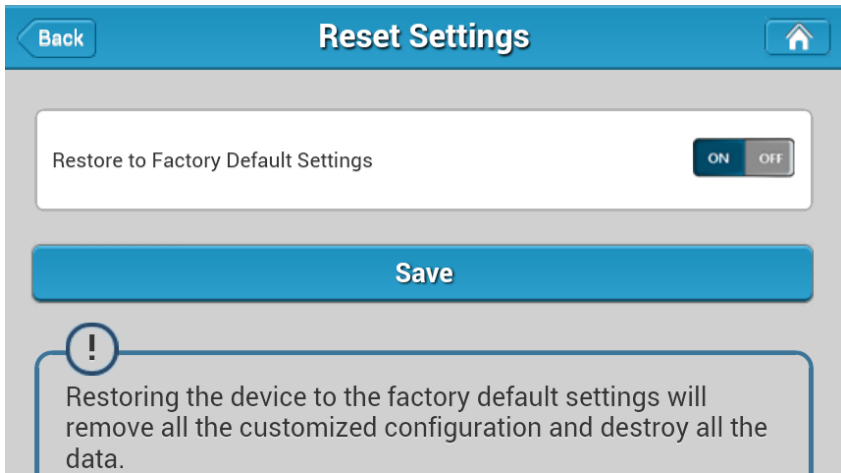 Back
Reset Settings
Restore to Factory Default Settings
ON OFF
Save
!
Restoring the device to the factory default settings will
remove all the customized configuration and destroy all the
data.